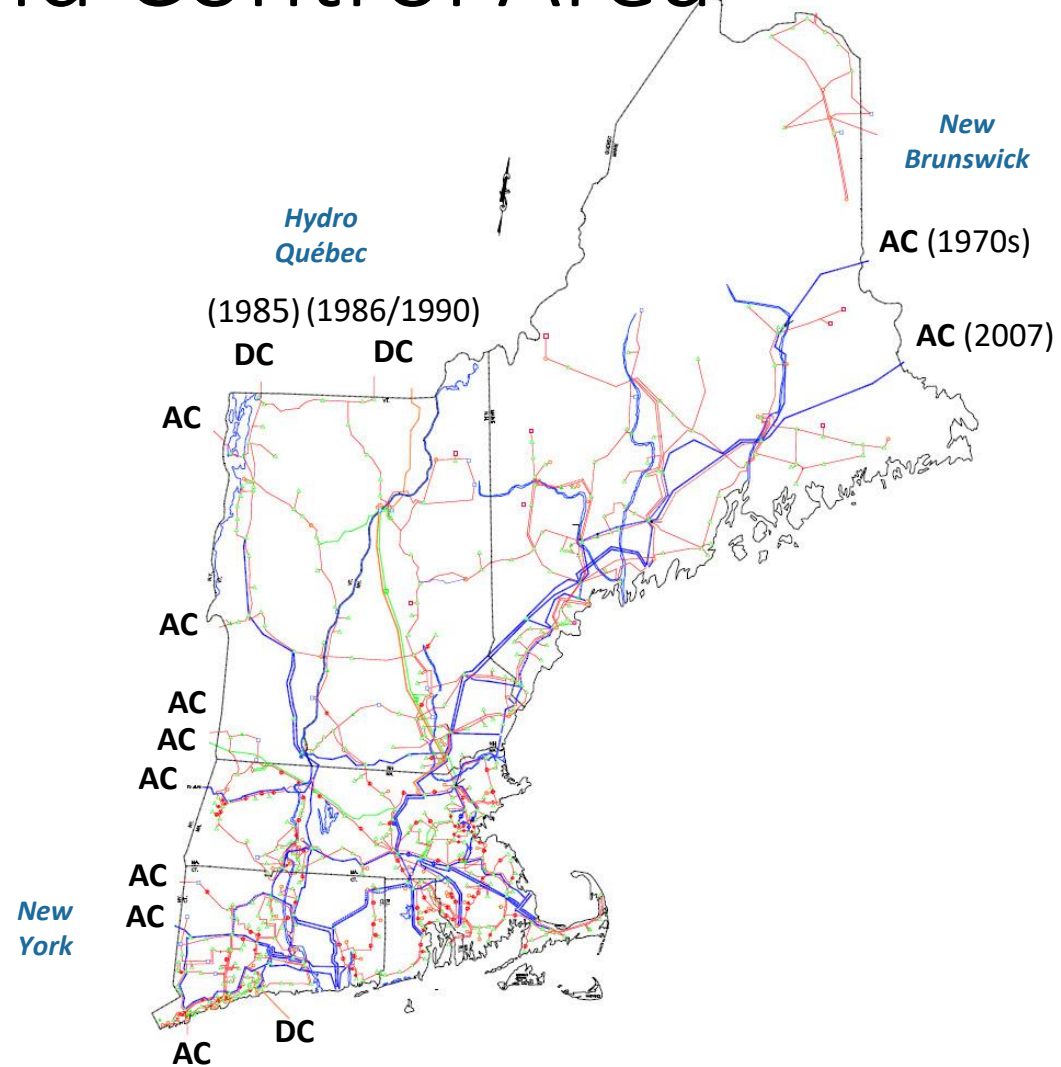 New
Brunswick
Hydro
Québec
AC (1970s)
(1985) (1986/1990)
DC DC
AC (2007)
AC
AC
AC
AC
AC
AC
AC
New
York
DC
AC